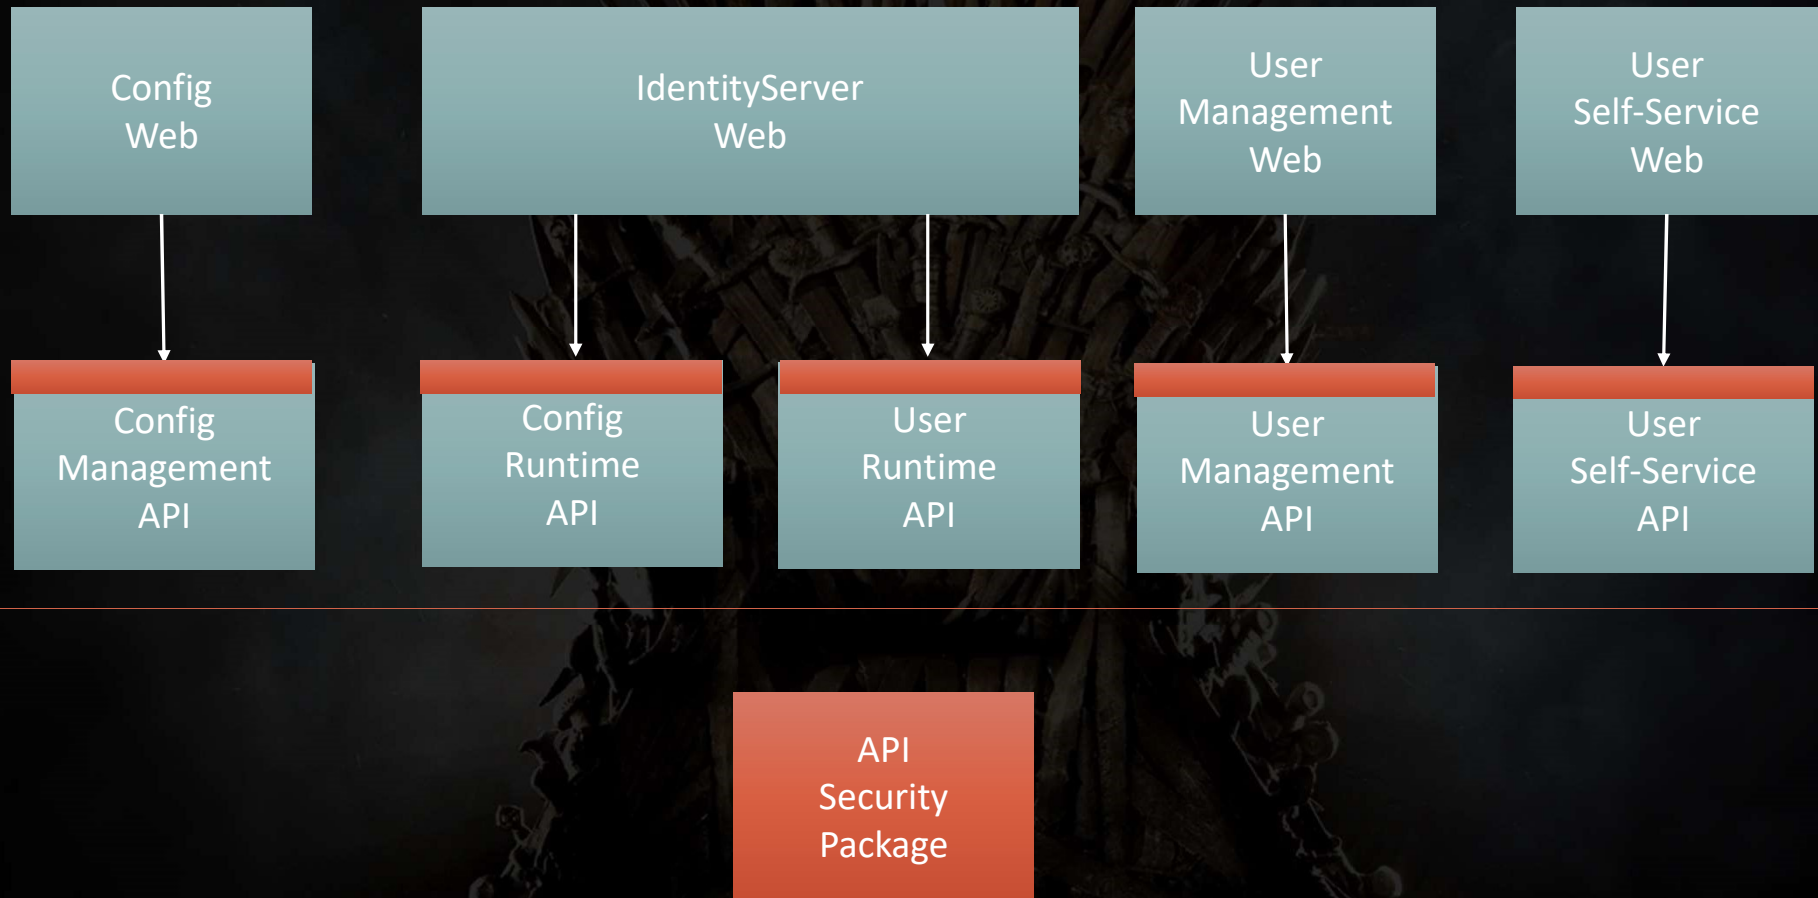 Config
Web
IdentityServer
Web
User
Management
Web
User
Self-Service
Web
Config
Management
API
Config
Runtime
API
User
Runtime
API
User
Management
API
User
Self-Service
API
API
Security
Package